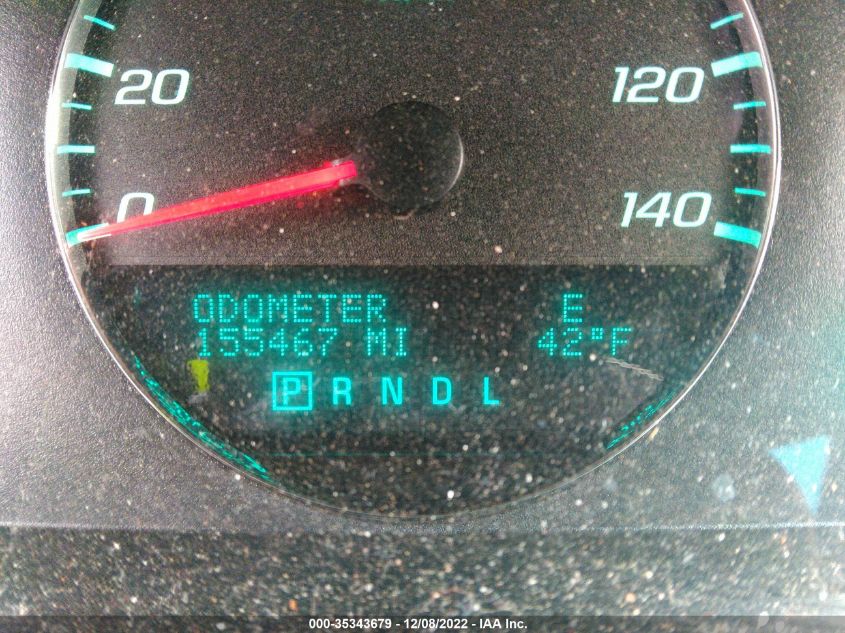 20
120
0
140
ODOMETER E
155467 MI 42°F
P R N D L
000-35343679 - 12/08/2022 - IAA Inc.